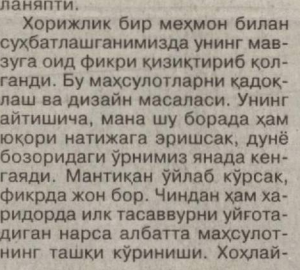 ланяпти.
Хорижлик бир меҳмон билан
суҳбатлашганимизда унинг мав-
зуга оид фикри қизиқтириб қол-
ганди. Бу маҳсулотларни қадоқ-
лаш ва дизайн масаласи. Унинг
айтишича, мана шу борада ҳам
юқори натижага эришсак, дунё
бозоридаги ўрнимиз янада кен-
гаяди. Мантиқан ўйлаб кўрсак,
фикрда жон бор. Чиндан ҳам ха-
ридорда илк тасаввурни уйғота-
диган нарса албатта маҳсулот-
нинг ташқи кўриниши. Хоҳлай-